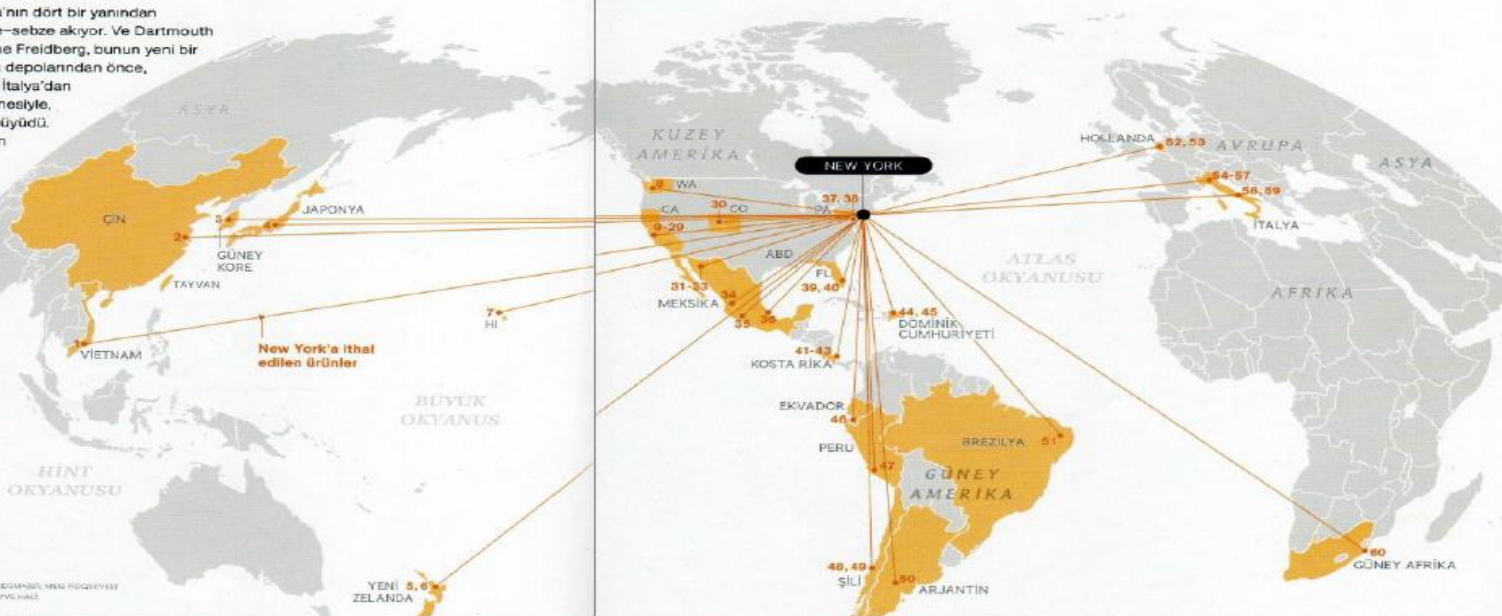 'nın dört bir yanından
e–sebze akıyor. Ve Dartmouth
ne Freidberg, bunun yeni bir
depolarından önce,
İtalya'dan
mesiyle,
üyüdü.
n
ASYA
ÇİN
3
4
JAPONYA
2
GÜNEY
KORE
TAYVAN
1
VİETNAM
New York'a ithal
edilen ürünler
7
HI
BÜYÜK
OKYANUS
HİNT
OKYANUSU
YENİ 5, 6
ZELANDA
KUZEY
AMERİKA
NEW YORK
8 WA
30
37, 38
CA
CO
PA
9-29
ABD
FL
39, 40
31-33
MEKSİKA
34
35
36
44, 45
DOMİNİK
CUMHURİYETİ
41-43
KOSTA RİKA
EKVADOR
46
PERU
47
BREZİLYA
51
GÜNEY
AMERİKA
48, 49
ŞİLİ
50
ARJANTİN
ATLAS
OKYANUSU
HOLLANDA
52, 53
AVRUPA
ASYA
54-57
58, 59
İTALYA
AFRİKA
60
GÜNEY AFRİKA